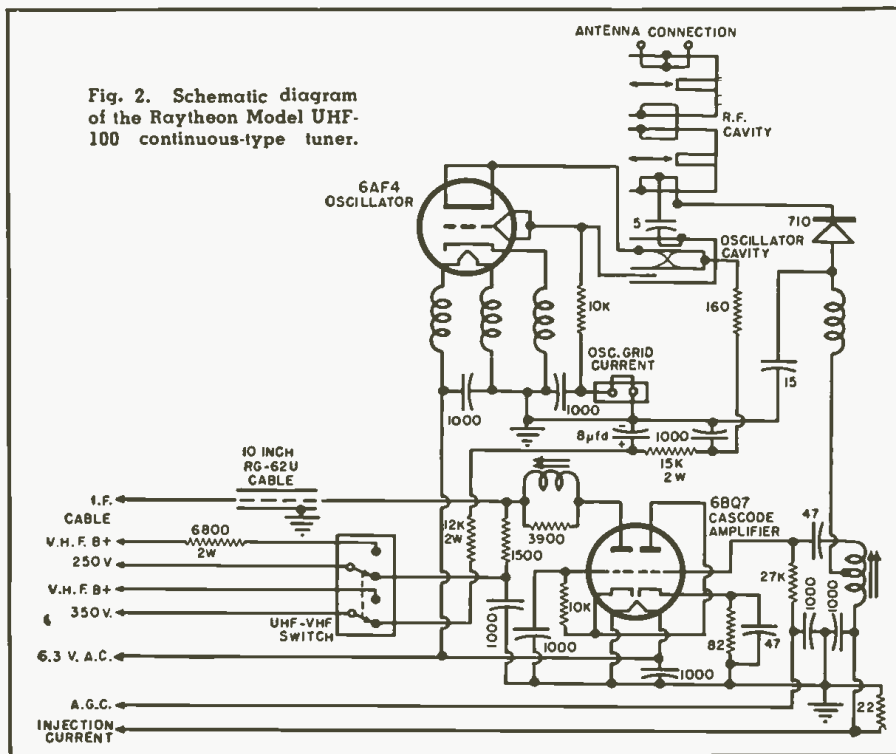 Fig. 2. Schematic diagram
of the Raytheon Model UHF-
100 continuous-type tuner.
ANTENNA CONNECTION
R.F.
CAVITY
6AF4
OSCILLATOR
5
710
OSCILLATOR
CAVITY
10K
160
OSC. GRID
CURRENT
15
1000
1000
8µfd
-
+
1000
15K
2W
10 INCH
RG-62U
CABLE
I.F.
CABLE
V.H.F. B+
6800
2W
250 V
V.H.F. B+
350 V.
UHF-VHF
SWITCH
12K
2W
1500
3900
6BQ7
CASCODE
AMPLIFIER
47
27K
10K
1000
1000
1000
1000
82
47
1000
6.3 V. A.C.
A.G.C.
INJECTION
CURRENT
22